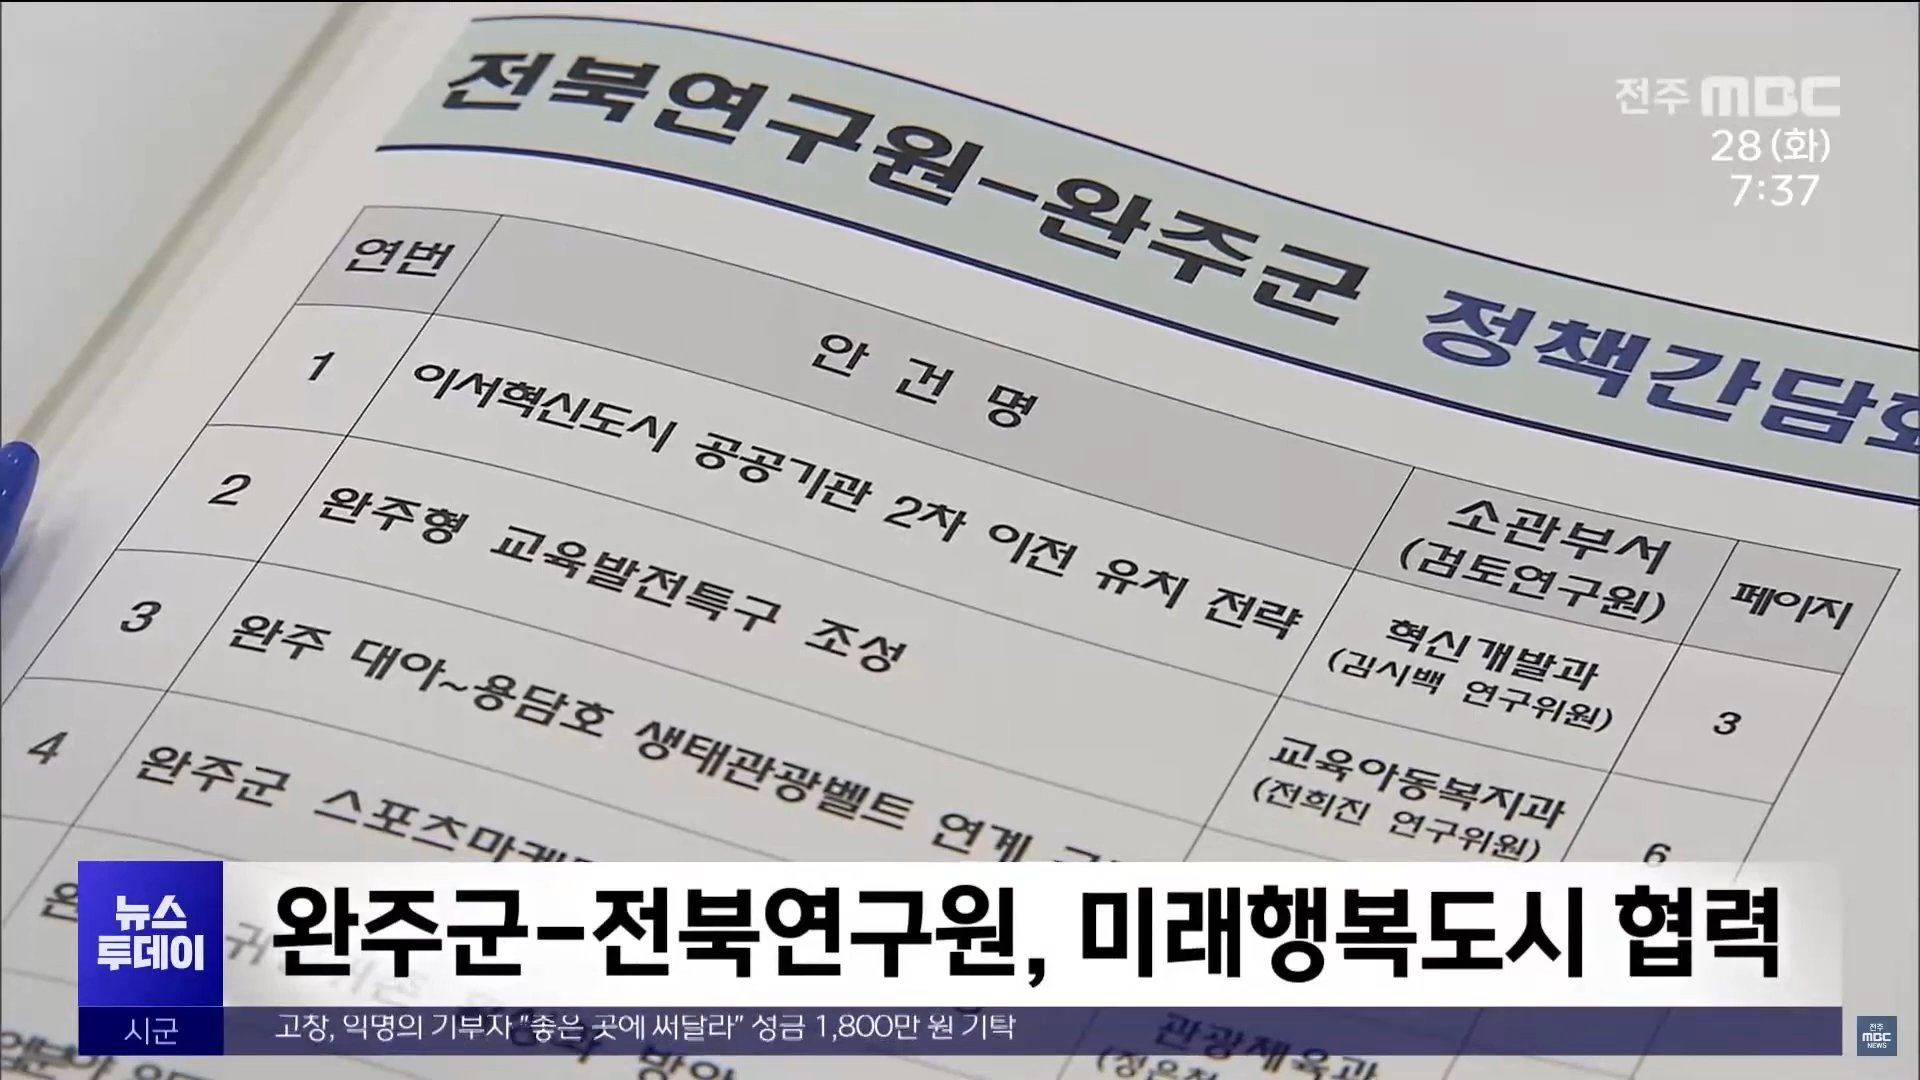 전북연구원-완주군 정책간담회
전주 MBC
28(화)
7:37
연번
안 건 명
소관부서
(검토연구원)
페이지
1
이서혁신도시 공공기관 2차 이전 유치 전략
혁신개발과
(김시백 연구위원)
3
2
완주형 교육발전특구 조성
교육아동복지과
(전희진 연구위원)
6
3
완주 대아~용담호 생태관광벨트 연계
4
완주군 스포츠마케팅
관광체육과
뉴스
투데이
완주군-전북연구원, 미래행복도시 협력
시군
고창, 익명의 기부자 "좋은 곳에 써달라" 성금 1,800만 원 기탁
전주
MBC
NEWS